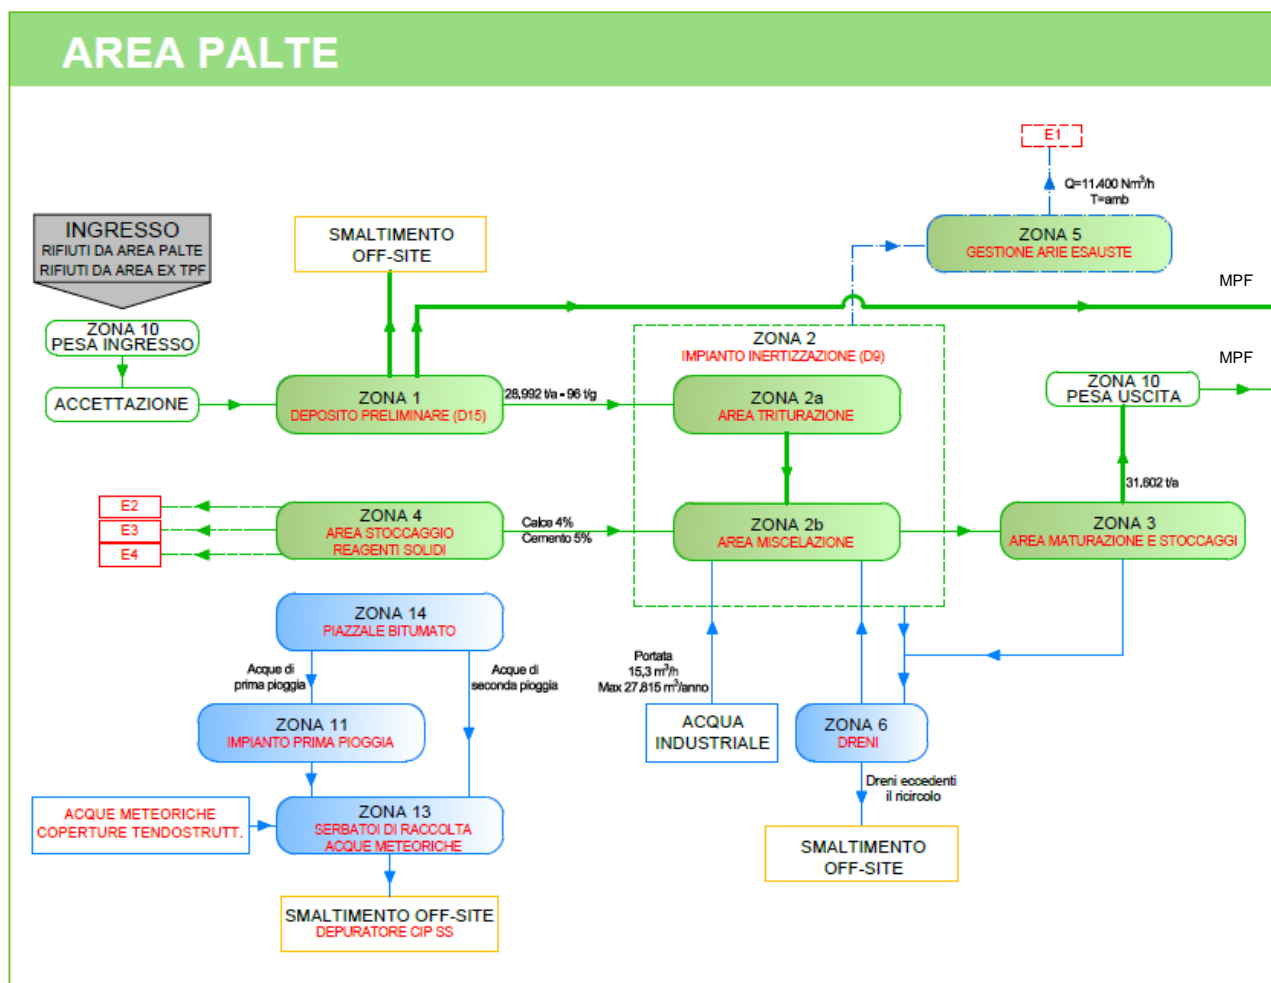 AREA PALTE
E1
Q=11.400 Nm³/h
T=amb
INGRESSO
RIFIUTI DA AREA PALTE
RIFIUTI DA AREA EX TPF
SMALTIMENTO
OFF-SITE
ZONA 5
GESTIONE ARIE ESAUSTE
MPF
ZONA 10
PESA INGRESSO
ZONA 2
IMPIANTO INERTIZZAZIONE (D9)
MPF
ACCETTAZIONE
ZONA 1
DEPOSITO PRELIMINARE (D15)
28.992 t/a - 96 t/g
ZONA 2a
AREA TRITURAZIONE
ZONA 10
PESA USCITA
31.602 t/a
E2
E3
E4
ZONA 4
AREA STOCCAGGIO
REAGENTI SOLIDI
Calce 4%
Cemento 5%
ZONA 2b
AREA MISCELAZIONE
ZONA 3
AREA MATURAZIONE E STOCCAGGI
ZONA 14
PIAZZALE BITUMATO
Acque di
prima pioggia
Acque di
seconda pioggia
Portata
15,3 m³/h
Max 27.815 m³/anno
ZONA 11
IMPIANTO PRIMA PIOGGIA
ACQUA
INDUSTRIALE
ZONA 6
DRENI
Dreni eccedenti
il ricircolo
ACQUE METEORICHE
COPERTURE TENDOSTRUTT.
ZONA 13
SERBATOI DI RACCOLTA
ACQUE METEORICHE
SMALTIMENTO
OFF-SITE
SMALTIMENTO OFF-SITE
DEPURATORE CIP SS